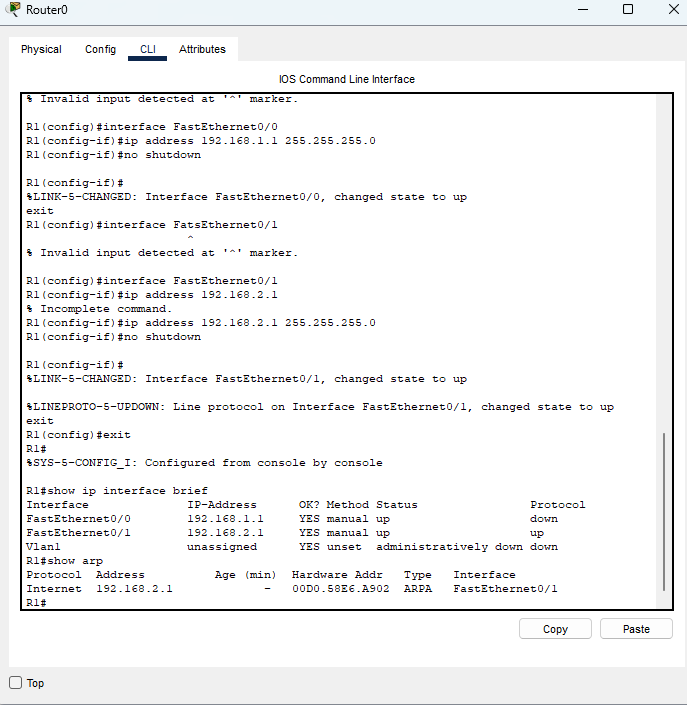 Router0
Physical Config CLI Attributes
IOS Command Line Interface
% Invalid input detected at '^' marker.
R1(config)#interface FastEthernet0/0
R1(config-if)#ip address 192.168.1.1 255.255.255.0
R1(config-if)#no shutdown
R1(config-if)#
%LINK-5-CHANGED: Interface FastEthernet0/0, changed state to up
exit
R1(config)#interface FatsEthernet0/1
^
% Invalid input detected at '^' marker.
R1(config)#interface FastEthernet0/1
R1(config-if)#ip address 192.168.2.1
% Incomplete command.
R1(config-if)#ip address 192.168.2.1 255.255.255.0
R1(config-if)#no shutdown
R1(config-if)#
%LINK-5-CHANGED: Interface FastEthernet0/1, changed state to up
%LINEPROTO-5-UPDOWN: Line protocol on Interface FastEthernet0/1, changed state to up
exit
R1(config)#exit
R1#
%SYS-5-CONFIG_I: Configured from console by console
R1#show ip interface brief
Interface IP-Address OK? Method Status Protocol
FastEthernet0/0 192.168.1.1 YES manual up down
FastEthernet0/1 192.168.2.1 YES manual up up
Vlan1 unassigned YES unset administratively down down
R1#show arp
Protocol Address Age (min) Hardware Addr Type Interface
Internet 192.168.2.1 - 00D0.58E6.A902 ARPA FastEthernet0/1
R1#
Copy Paste
Top